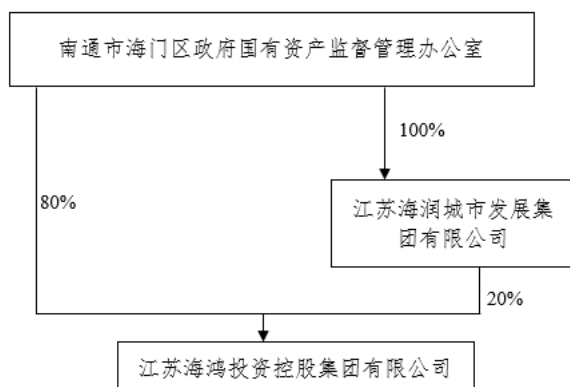 南通市海门区政府国有资产监督管理办公室
100%
80%
江苏海润城市发展集
团有限公司
20%
江苏海鸿投资控股集团有限公司